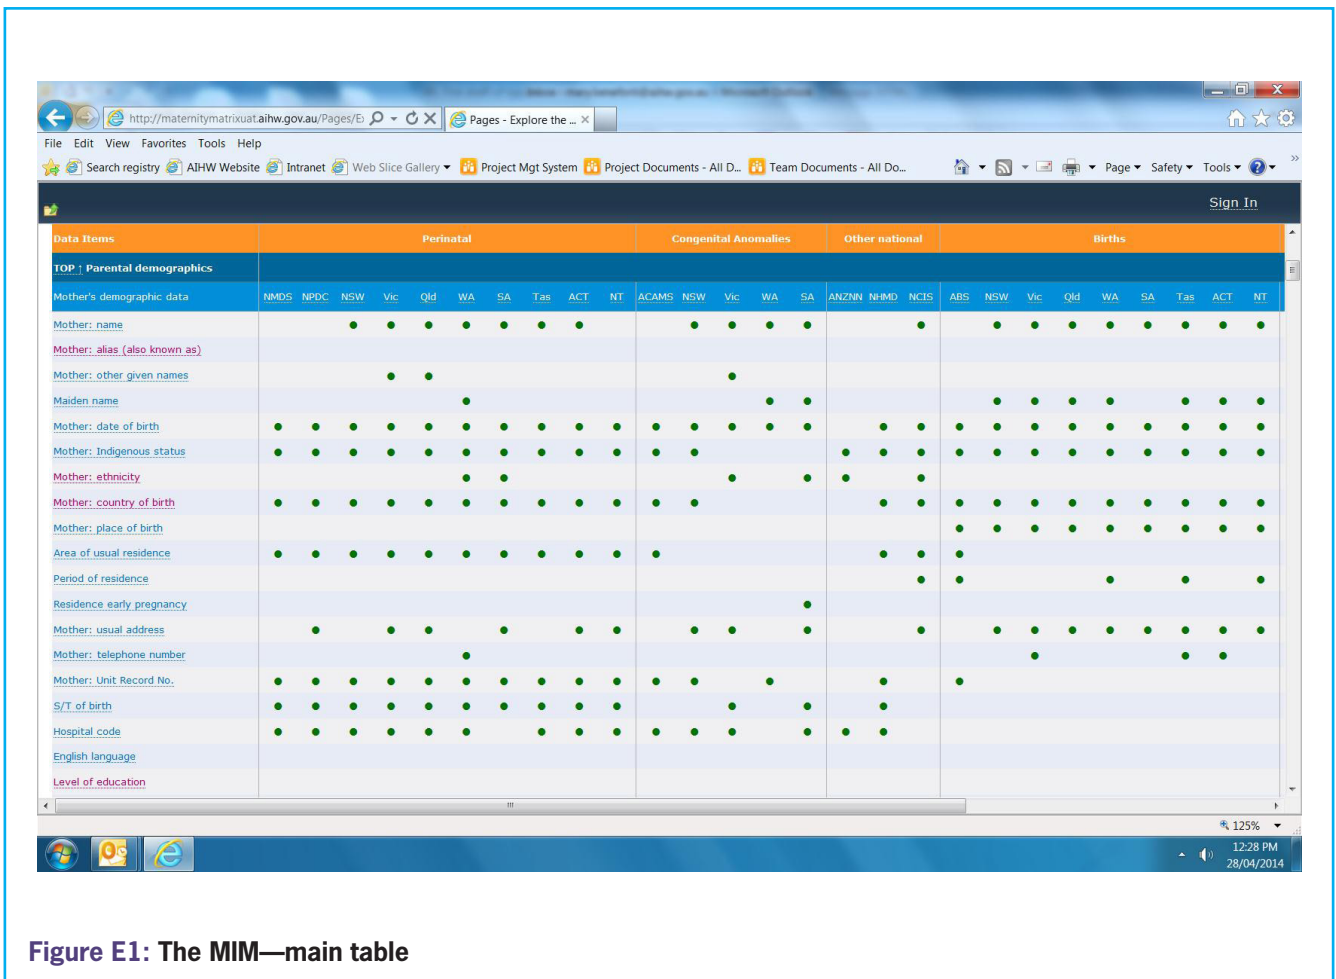 http://maternitymatrixuat.aihw.gov.au/Pages/E
Pages - Explore the ...
File Edit View Favorites Tools Help
Search registry AIHW Website Intranet Web Slice Gallery Project Mgt System Project Documents - All D... Team Documents - All Do... Page Safety Tools
Sign In
Data Items Perinatal Congenital Anomalies Other national Births
TOP ↑ Parental demographics
Mother's demographic data NMDS NPDC NSW Vic Qld WA SA Tas ACT NT ACAMS NSW Vic WA SA ANZNN NHMD NCIS ABS NSW Vic Qld WA SA Tas ACT NT
Mother: name
Mother: alias (also known as)
Mother: other given names
Maiden name
Mother: date of birth
Mother: Indigenous status
Mother: ethnicity
Mother: country of birth
Mother: place of birth
Area of usual residence
Period of residence
Residence early pregnancy
Mother: usual address
Mother: telephone number
Mother: Unit Record No.
S/T of birth
Hospital code
English language
Level of education
125%
12:28 PM
28/04/2014
Figure E1: The MIM—main table